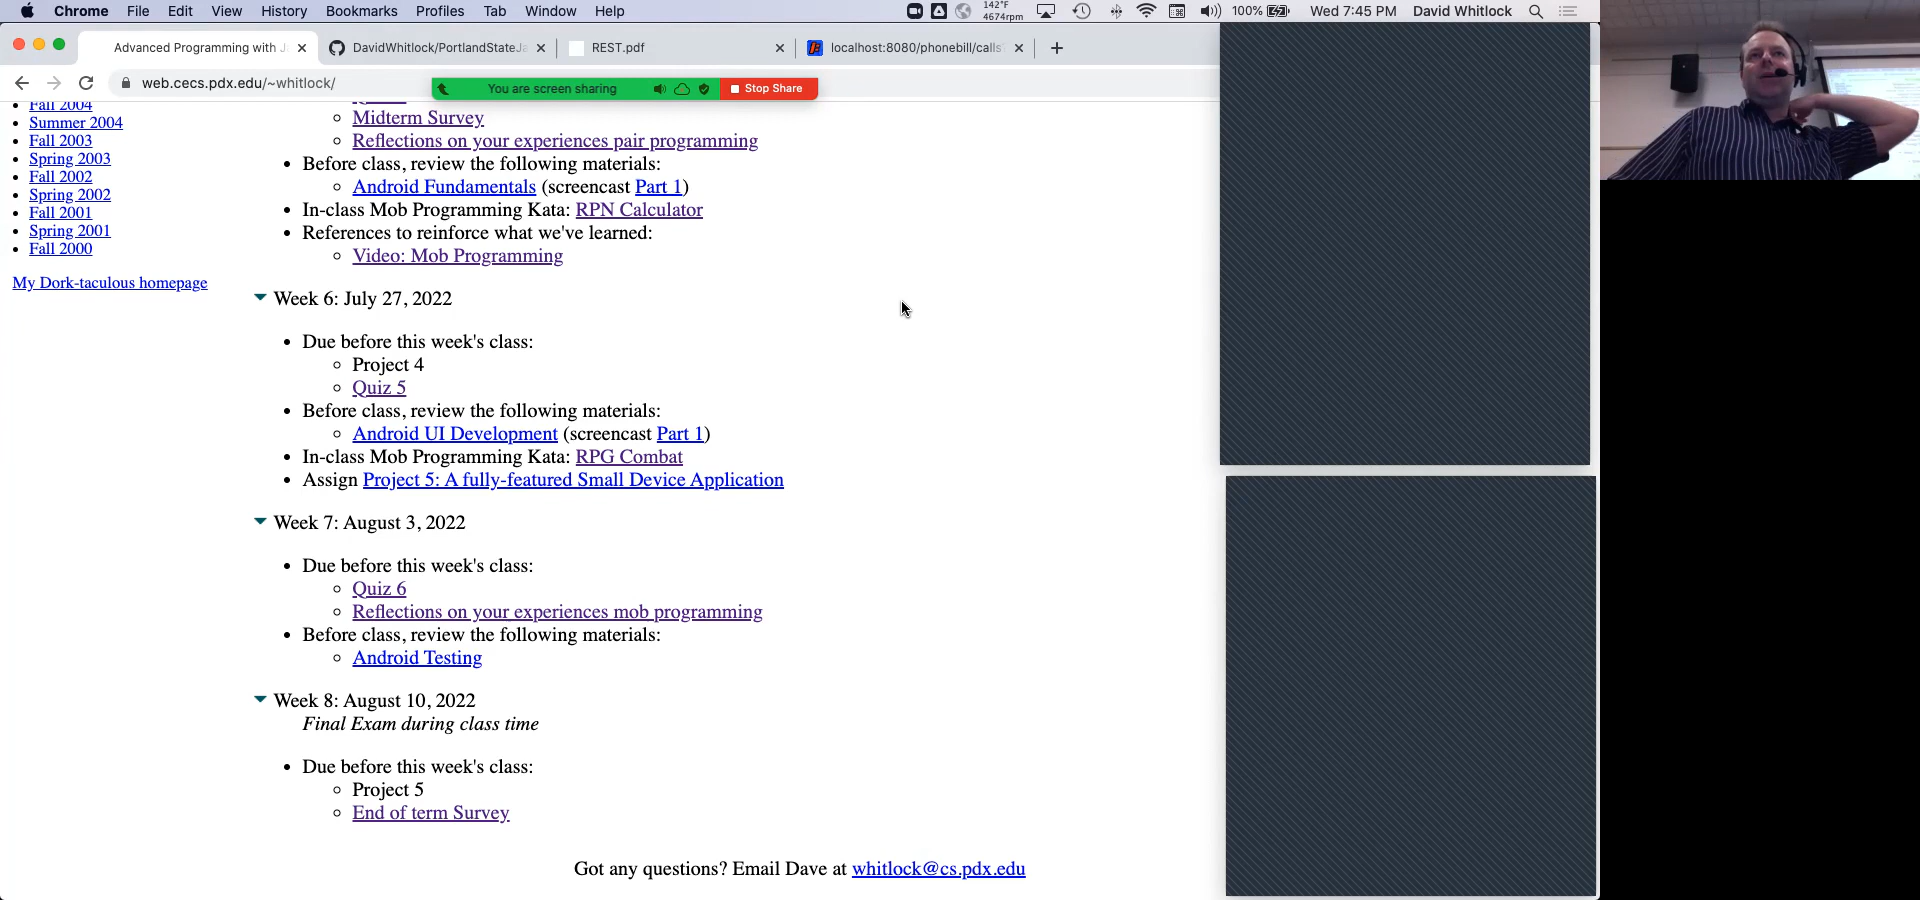 Chrome File Edit View History Bookmarks Profiles Tab Window Help 142°F 4674rpm 100% Wed 7:45 PM David Whitlock
Advanced Programming with J
DavidWhitlock/PortlandStateJa
REST.pdf
localhost:8080/phonebill/calls
web.cecs.pdx.edu/~whitlock/
You are screen sharing
Stop Share
Fall 2004
Summer 2004
Fall 2003
Spring 2003
Fall 2002
Spring 2002
Fall 2001
Spring 2001
Fall 2000
My Dork-taculous homepage
Midterm Survey
Reflections on your experiences pair programming
Before class, review the following materials:
Android Fundamentals (screencast Part 1)
In-class Mob Programming Kata: RPN Calculator
References to reinforce what we've learned:
Video: Mob Programming
Week 6: July 27, 2022
Due before this week's class:
Project 4
Quiz 5
Before class, review the following materials:
Android UI Development (screencast Part 1)
In-class Mob Programming Kata: RPG Combat
Assign Project 5: A fully-featured Small Device Application
Week 7: August 3, 2022
Due before this week's class:
Quiz 6
Reflections on your experiences mob programming
Before class, review the following materials:
Android Testing
Week 8: August 10, 2022
Final Exam during class time
Due before this week's class:
Project 5
End of term Survey
Got any questions? Email Dave at whitlock@cs.pdx.edu